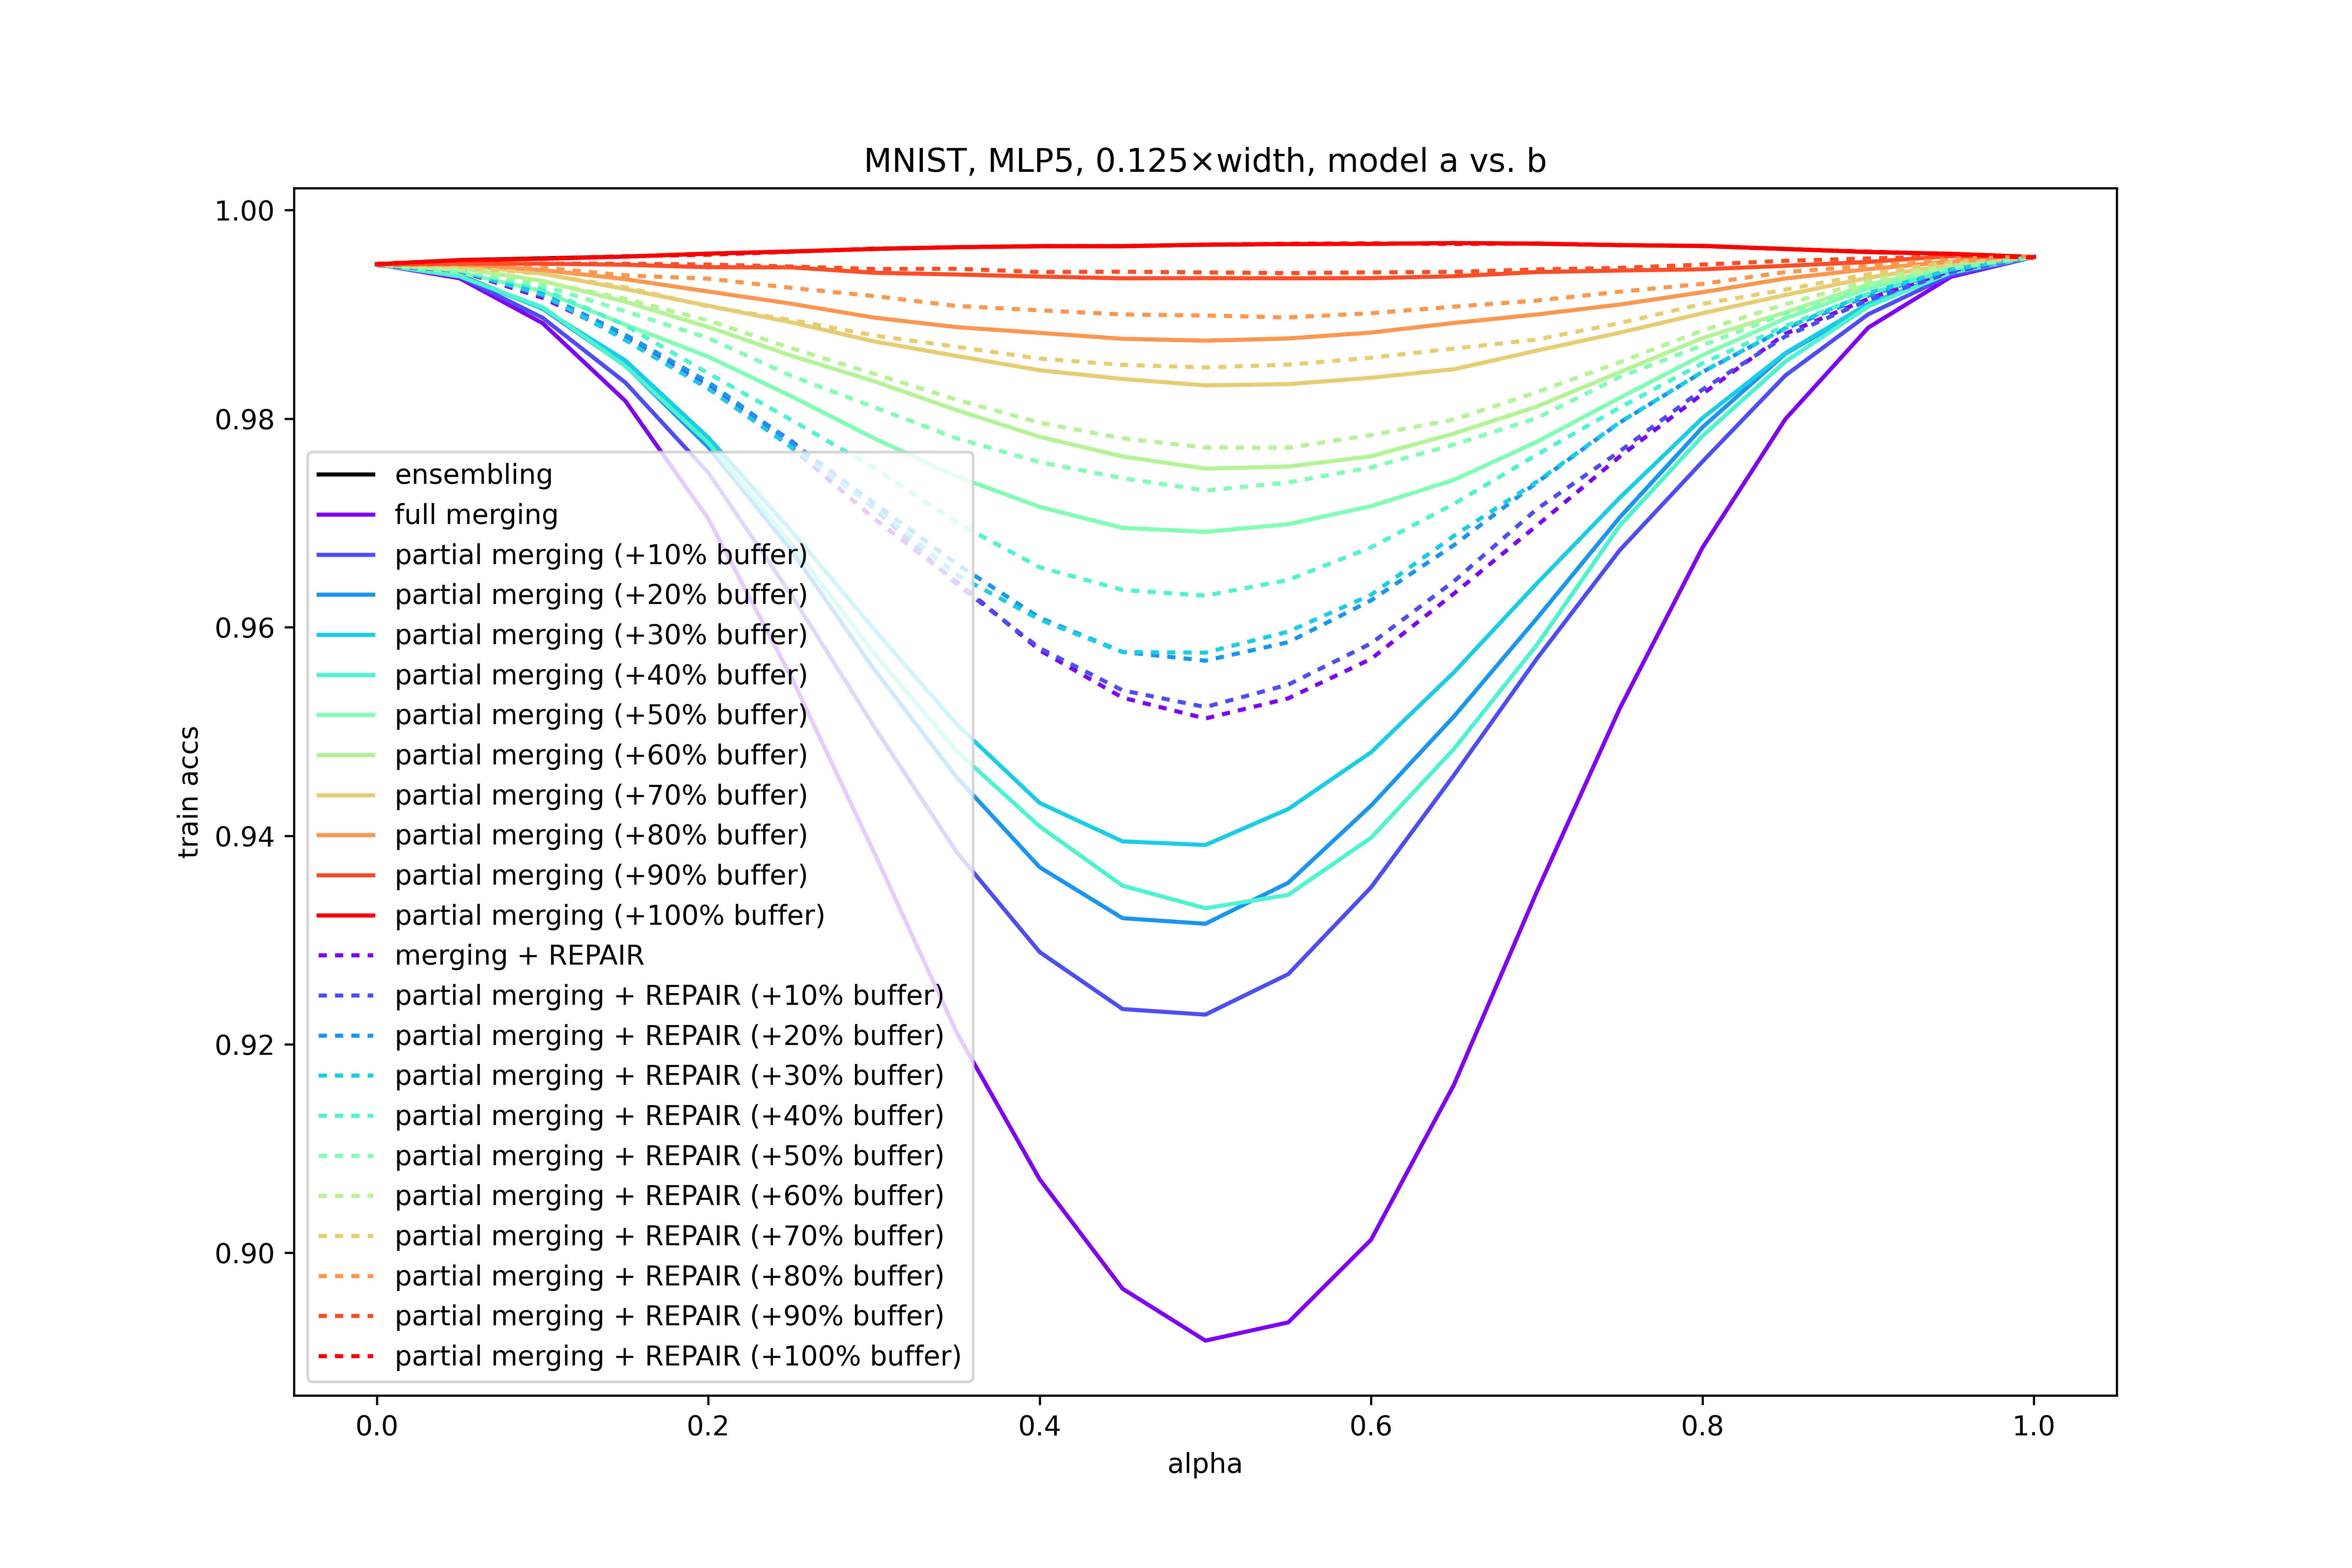 MNIST, MLP5, 0.125×width, model a vs. b
1.00
0.98
0.96
0.94
0.92
0.90
train accs
ensembling
full merging
partial merging (+10% buffer)
partial merging (+20% buffer)
partial merging (+30% buffer)
partial merging (+40% buffer)
partial merging (+50% buffer)
partial merging (+60% buffer)
partial merging (+70% buffer)
partial merging (+80% buffer)
partial merging (+90% buffer)
partial merging (+100% buffer)
merging + REPAIR
partial merging + REPAIR (+10% buffer)
partial merging + REPAIR (+20% buffer)
partial merging + REPAIR (+30% buffer)
partial merging + REPAIR (+40% buffer)
partial merging + REPAIR (+50% buffer)
partial merging + REPAIR (+60% buffer)
partial merging + REPAIR (+70% buffer)
partial merging + REPAIR (+80% buffer)
partial merging + REPAIR (+90% buffer)
partial merging + REPAIR (+100% buffer)
0.0 0.2 0.4 0.6 0.8 1.0
alpha